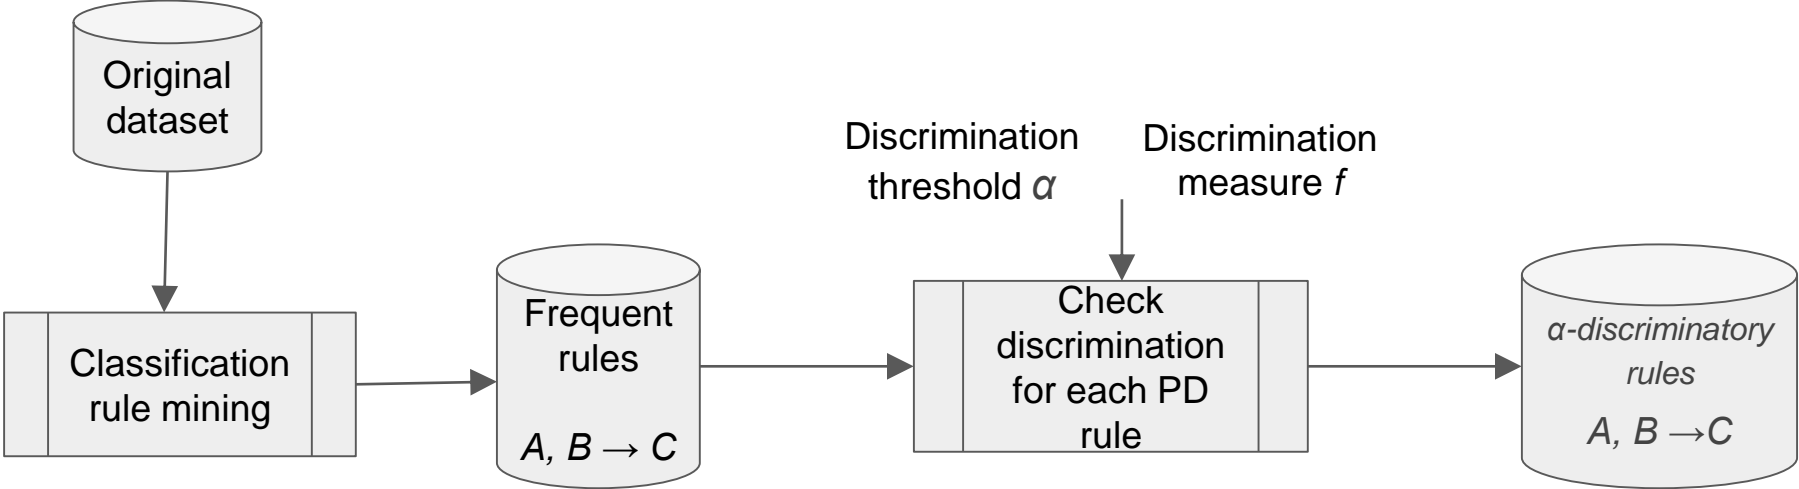 Original
dataset
Classification
rule mining
Frequent
rules
A, B → C
Discrimination
threshold α
Discrimination
measure f
Check
discrimination
for each PD
rule
α-discriminatory
rules
A, B →C